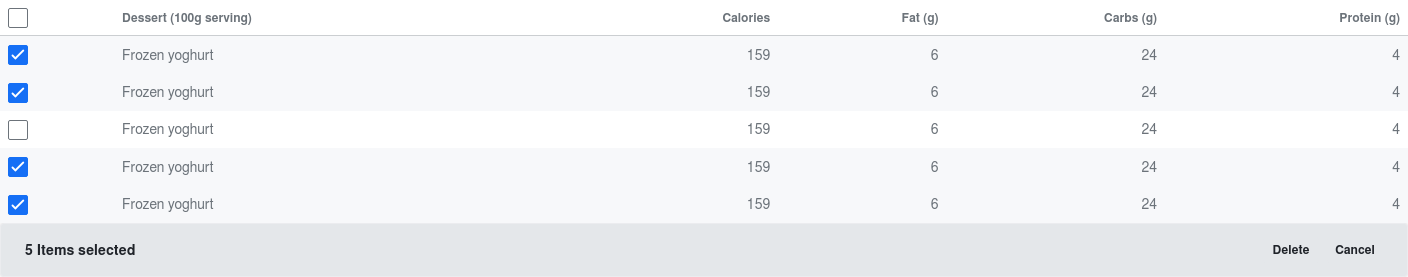 Dessert (100g serving) Calories Fat (g) Carbs (g) Protein (g)
Frozen yoghurt 159 6 24 4
Frozen yoghurt 159 6 24 4
Frozen yoghurt 159 6 24 4
Frozen yoghurt 159 6 24 4
Frozen yoghurt 159 6 24 4
5 Items selected Delete Cancel